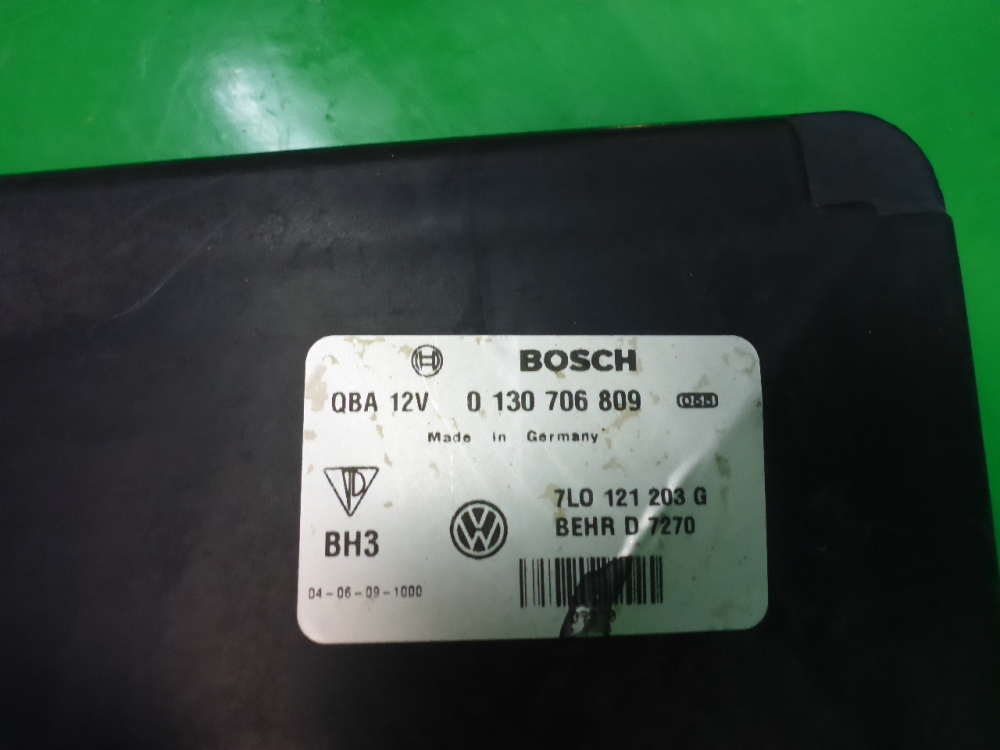 BOSCH
QBA 12V 0 130 706 809
Made in Germany
7L0 121 203 G
BEHR D 7270
BH3
04-06-09-1000